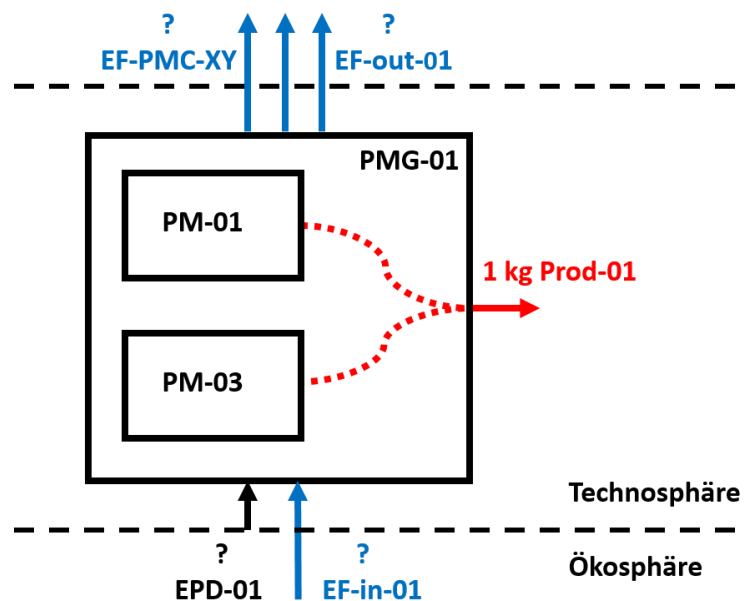 ? ?
EF-PMC-XY EF-out-01
PMG-01
PM-01
1 kg Prod-01
PM-03
Technosphäre
? ?
Ökosphäre
EPD-01 EF-in-01